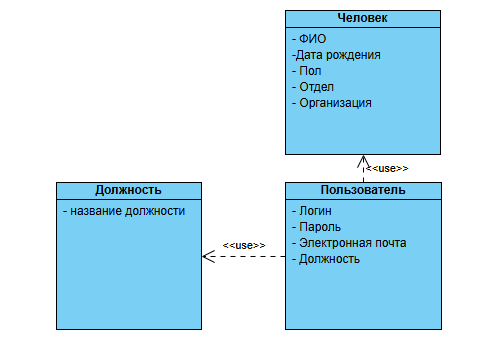 Человек
- ФИО
-Дата рождения
- Пол
- Отдел
- Организация
<<use>>
Должность
- название должности
<<use>>
Пользователь
- Логин
- Пароль
- Электронная почта
- Должность